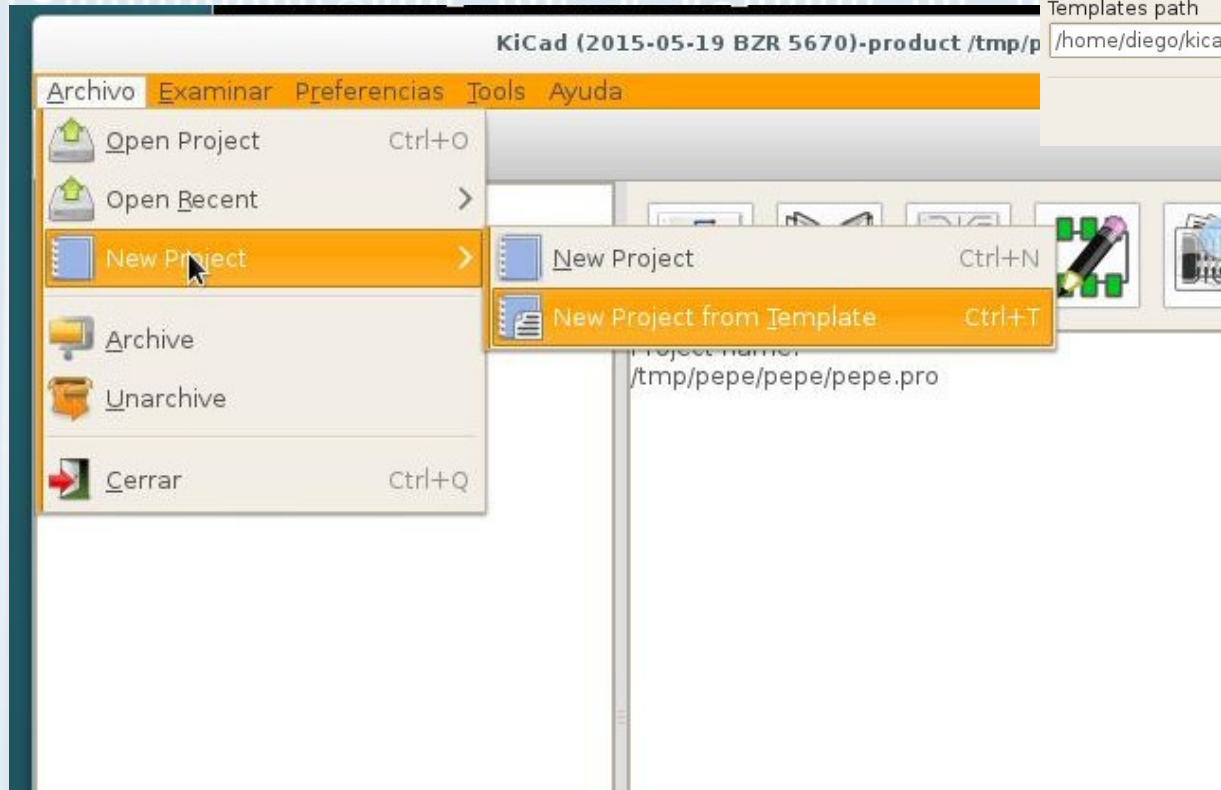 Templates path
/home/diego/kica
KiCad (2015-05-19 BZR 5670)-product /tmp/p
Archivo Examinar Preferencias Tools Ayuda
Open Project Ctrl+O
Open Recent
New Project
New Project Ctrl+N
New Project from Template Ctrl+T
Archive
Unarchive
Cerrar Ctrl+Q
Project name:
/tmp/pepe/pepe/pepe.pro